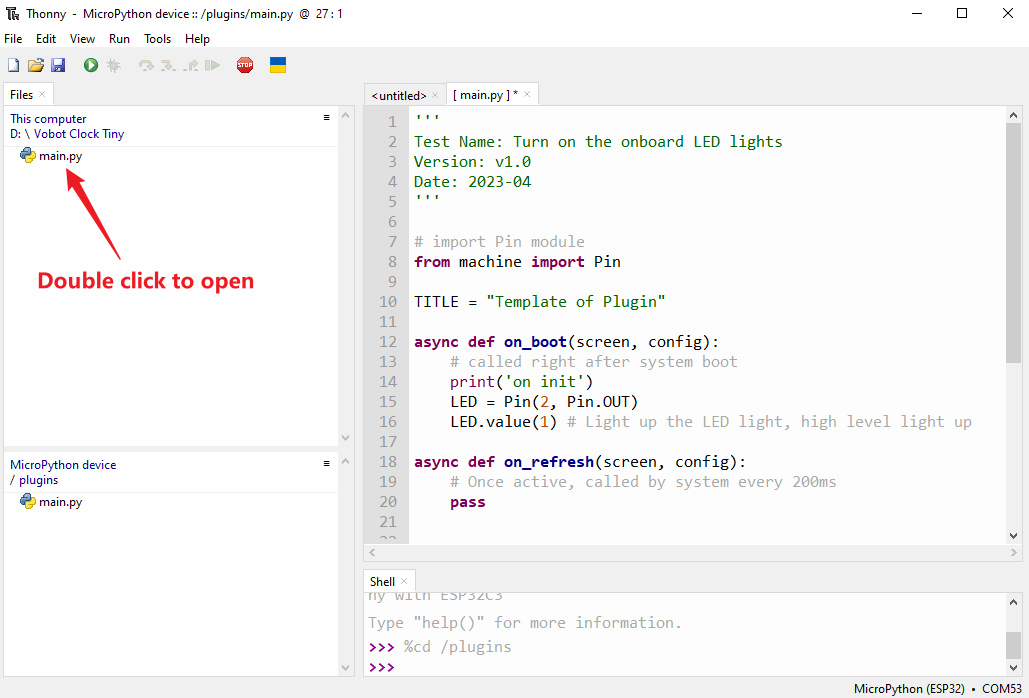 Thonny - MicroPython device :: /plugins/main.py @ 27 : 1
File Edit View Run Tools Help
STOP
Files
This computer
D: \ Vobot Clock Tiny
main.py
Double click to open
MicroPython device
/ plugins
main.py
<untitled> [ main.py ] *
1 '''
2 Test Name: Turn on the onboard LED lights
3 Version: v1.0
4 Date: 2023-04
5 '''
6
7 # import Pin module
8 from machine import Pin
9
10 TITLE = "Template of Plugin"
11
12 async def on_boot(screen, config):
13     # called right after system boot
14     print('on init')
15     LED = Pin(2, Pin.OUT)
16     LED.value(1) # Light up the LED light, high level light up
17
18 async def on_refresh(screen, config):
19     # Once active, called by system every 200ms
20     pass
21
22
Shell
ny with ESP32C3
Type "help()" for more information.
>>> %cd /plugins
>>>
MicroPython (ESP32) • COM53